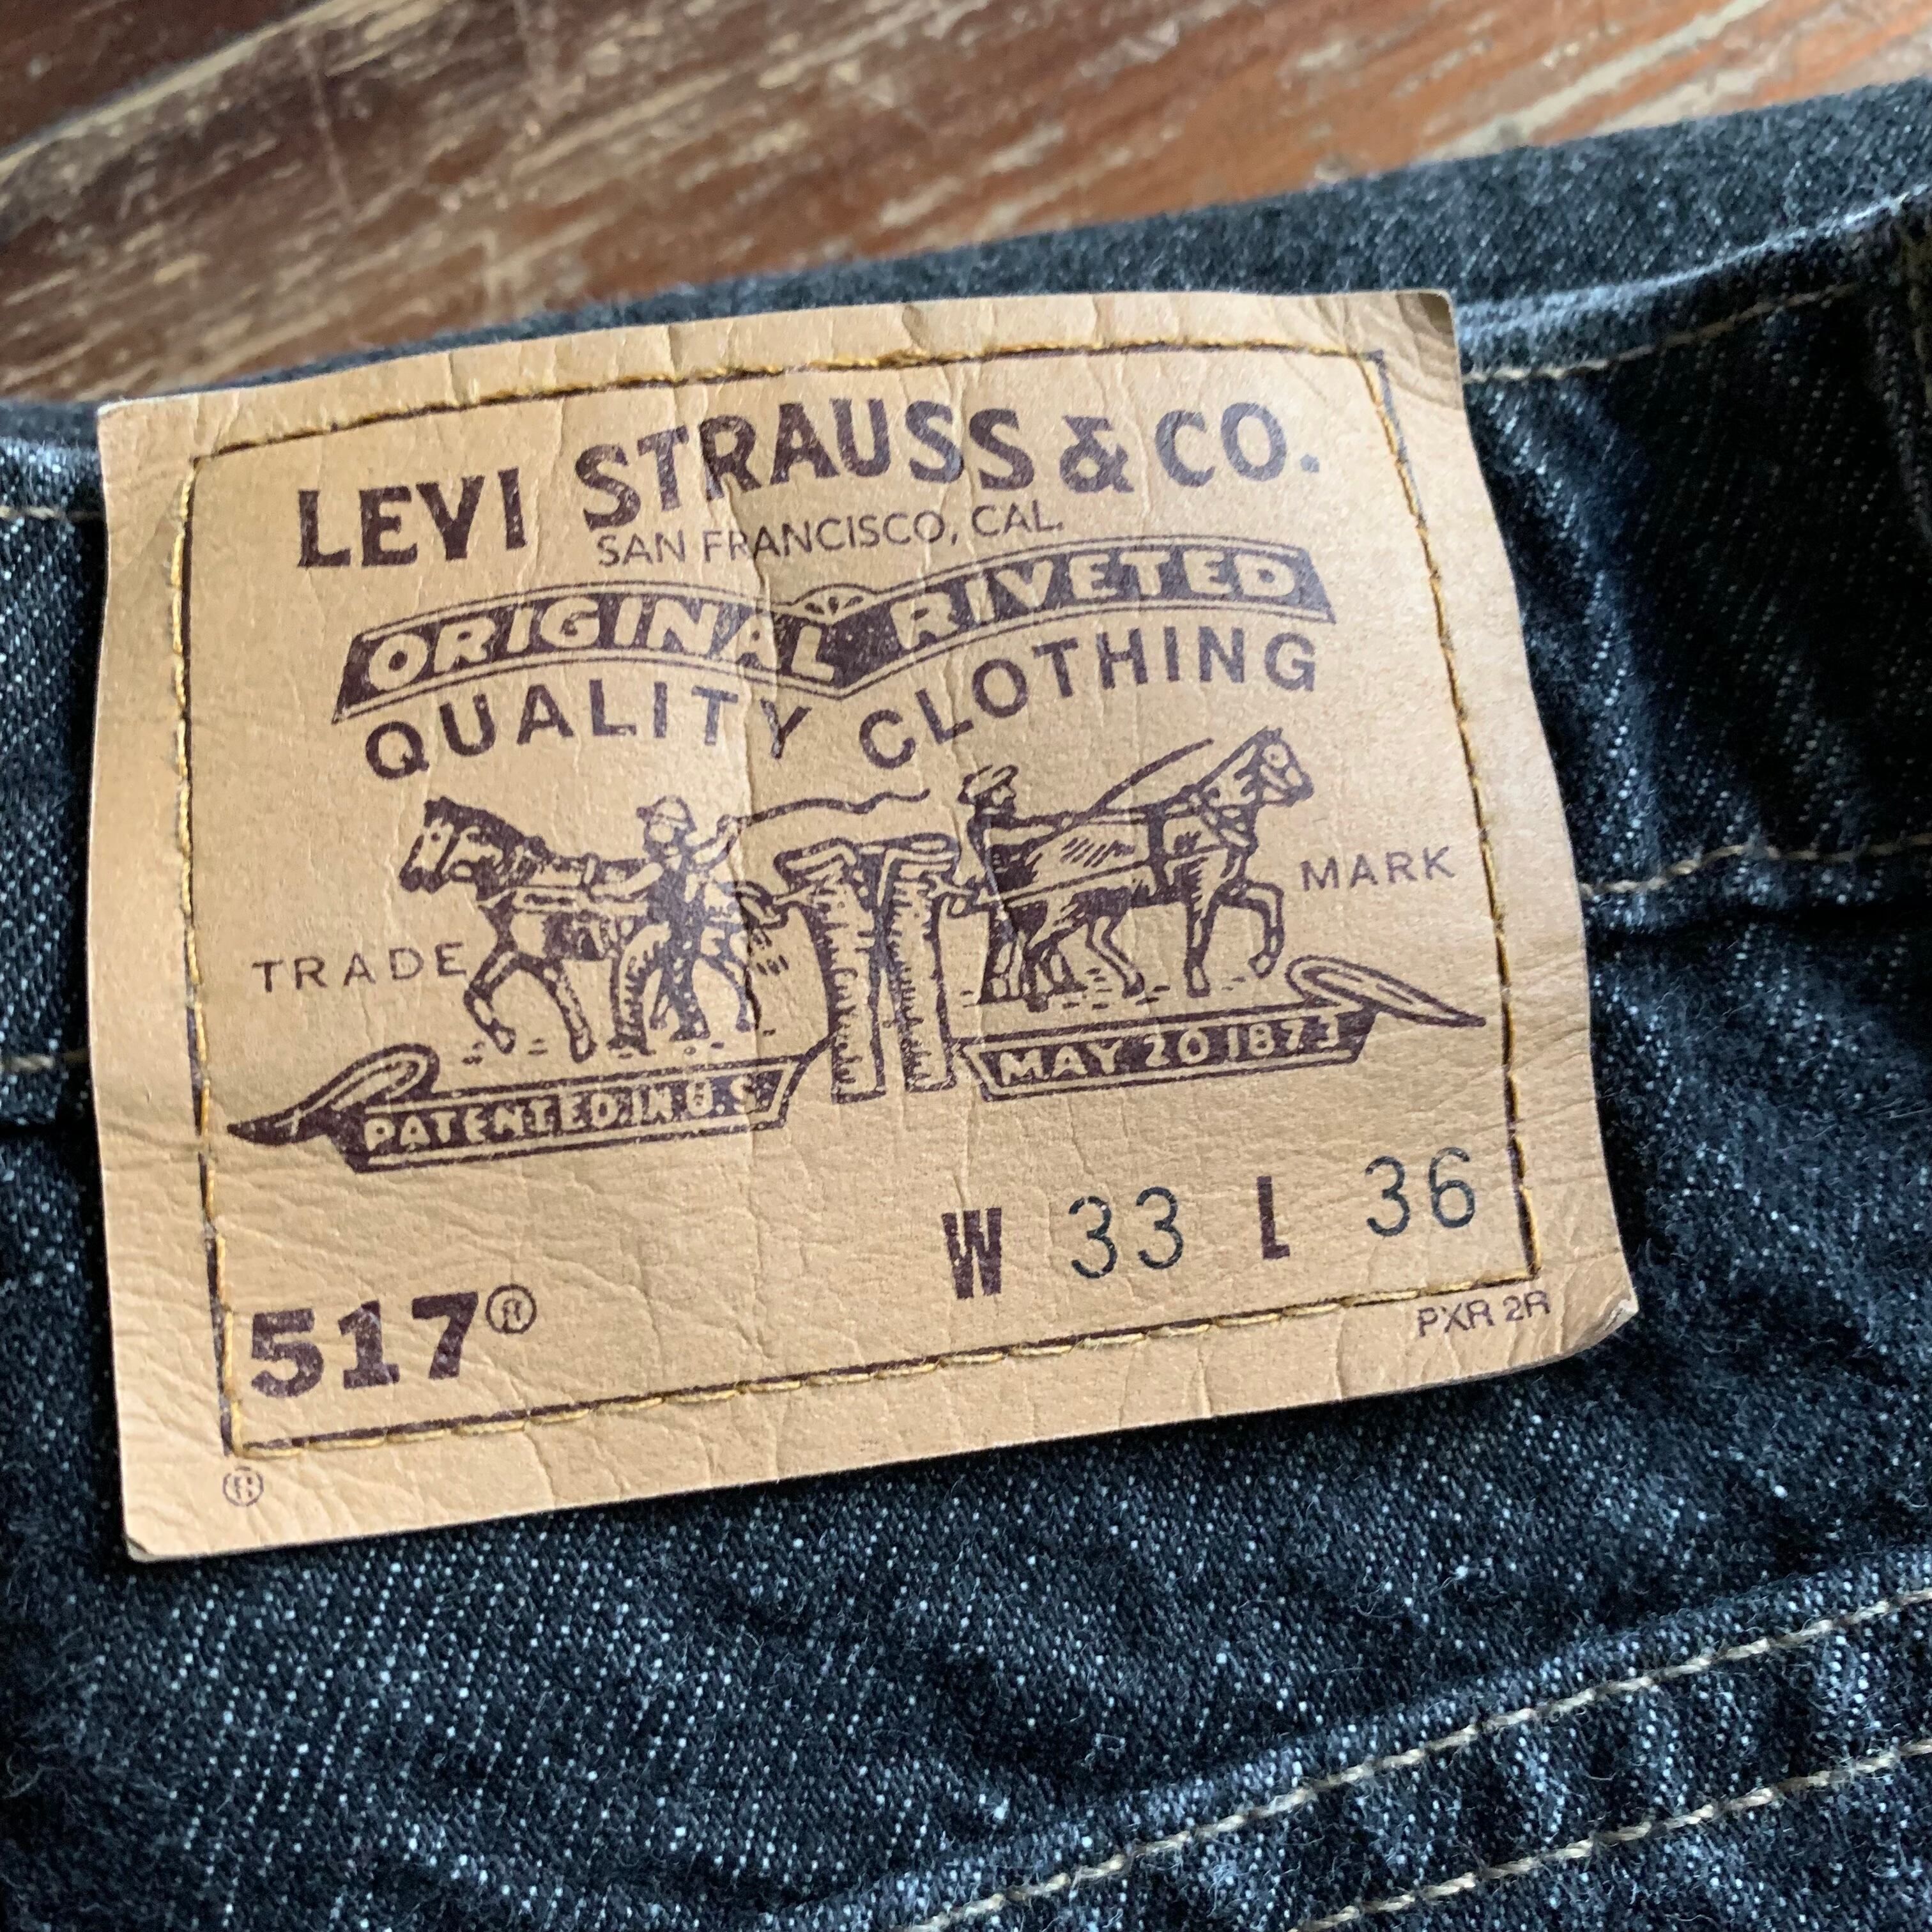 LEVI STRAUSS & CO.
SAN FRANCISCO, CAL.
ORIGINAL RIVETED
QUALITY CLOTHING
TRADE MARK
PATENTED IN U.S. MAY 20 1873
W 33 L 36
517®
PXR 2R
®